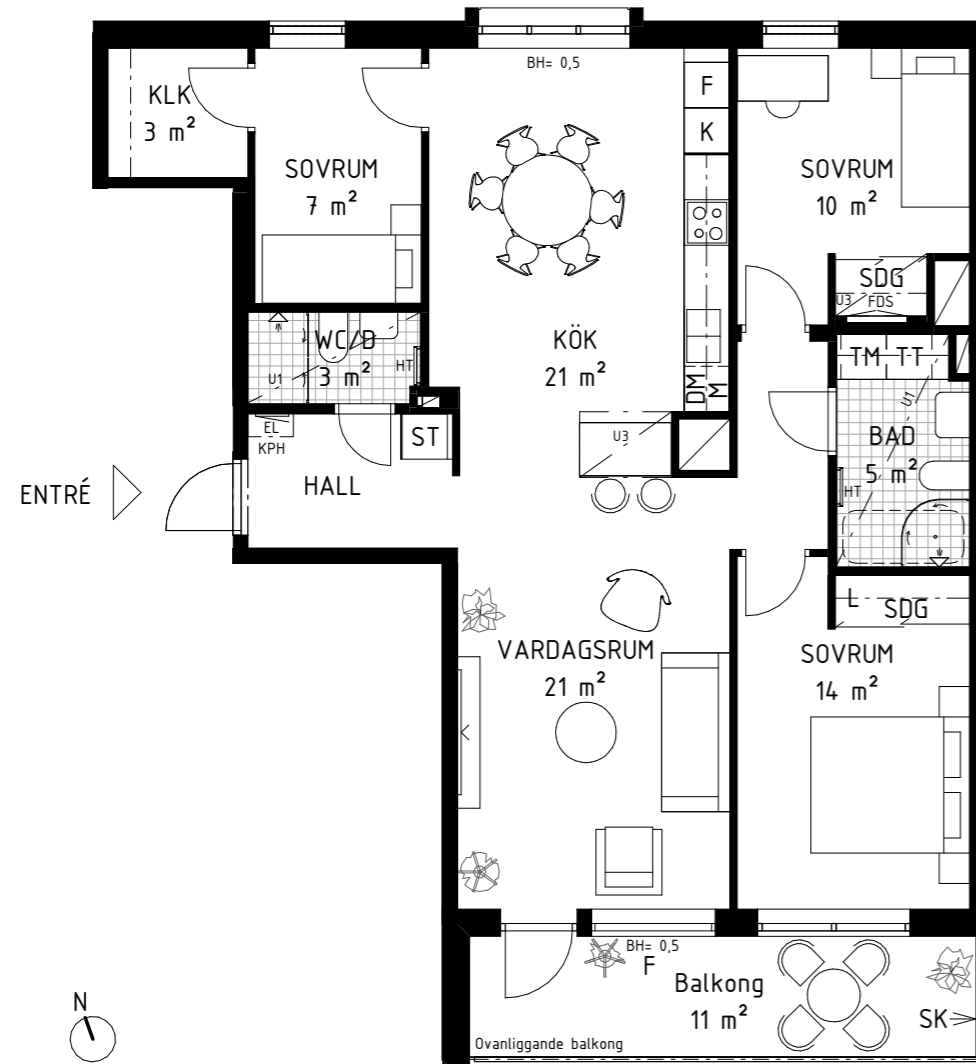 BH= 0,5
KLK
3 m²
SOVRUM
7 m²
F
K
SOVRUM
10 m²
SDG
U3
FDS
WC/D
3 m²
U1
HT
KÖK
21 m²
DM
M
TM TT
U1
BAD
5 m²
HT
EL
KPH
ST
U3
HALL
ENTRÉ
L
SDG
VARDAGSRUM
21 m²
SOVRUM
14 m²
BH= 0,5
F
Balkong
11 m²
SK
N
Ovanliggande balkong